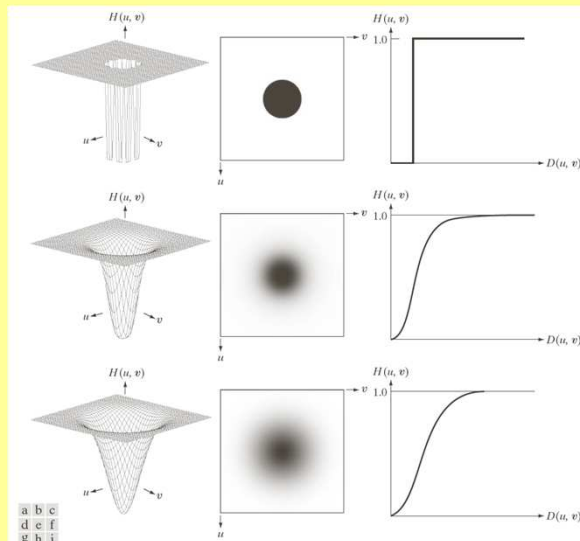 H(u, v)
v
H(u, v)
1.0
u
v
D(u, v)
u
H(u, v)
v
H(u, v)
1.0
u
v
D(u, v)
u
H(u, v)
v
H(u, v)
1.0
u
v
D(u, v)
u
a b c
d e f
g h i